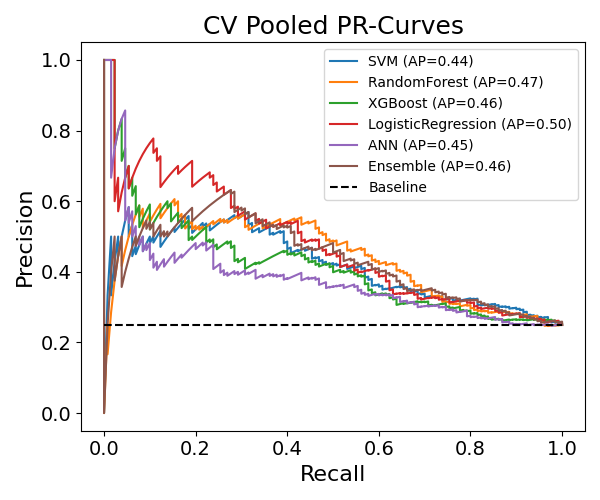 CV Pooled PR-Curves
SVM (AP=0.44)
RandomForest (AP=0.47)
XGBoost (AP=0.46)
LogisticRegression (AP=0.50)
ANN (AP=0.45)
Ensemble (AP=0.46)
Baseline
Precision
1.0
0.8
0.6
0.4
0.2
0.0
0.0 0.2 0.4 0.6 0.8 1.0
Recall